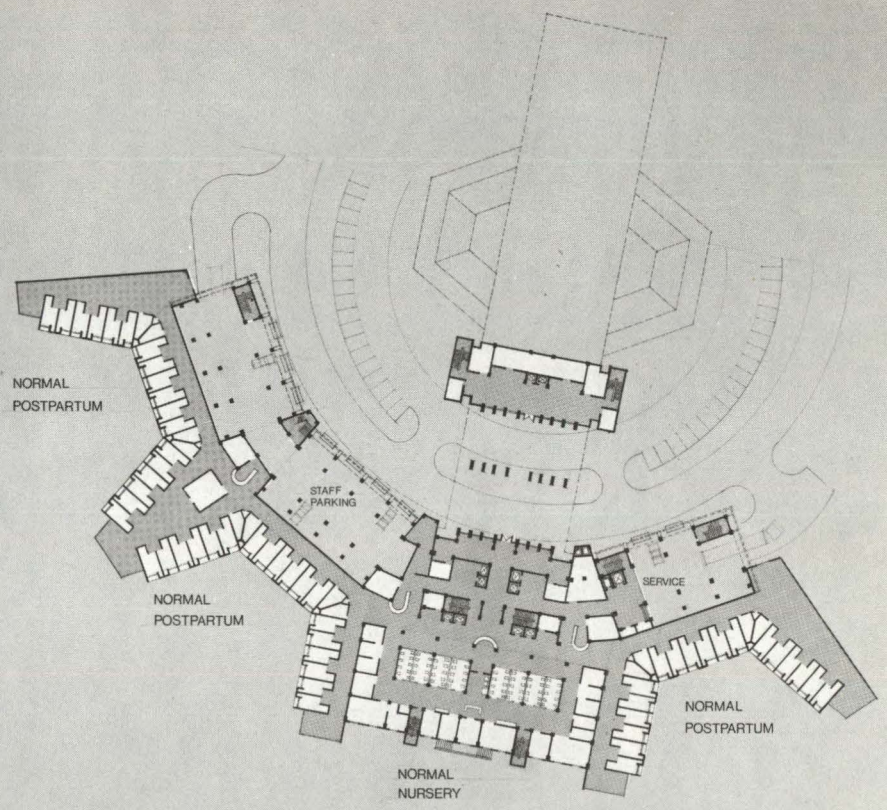 NORMAL
POSTPARTUM
STAFF
PARKING
SERVICE
NORMAL
POSTPARTUM
NORMAL
POSTPARTUM
NORMAL
NURSERY